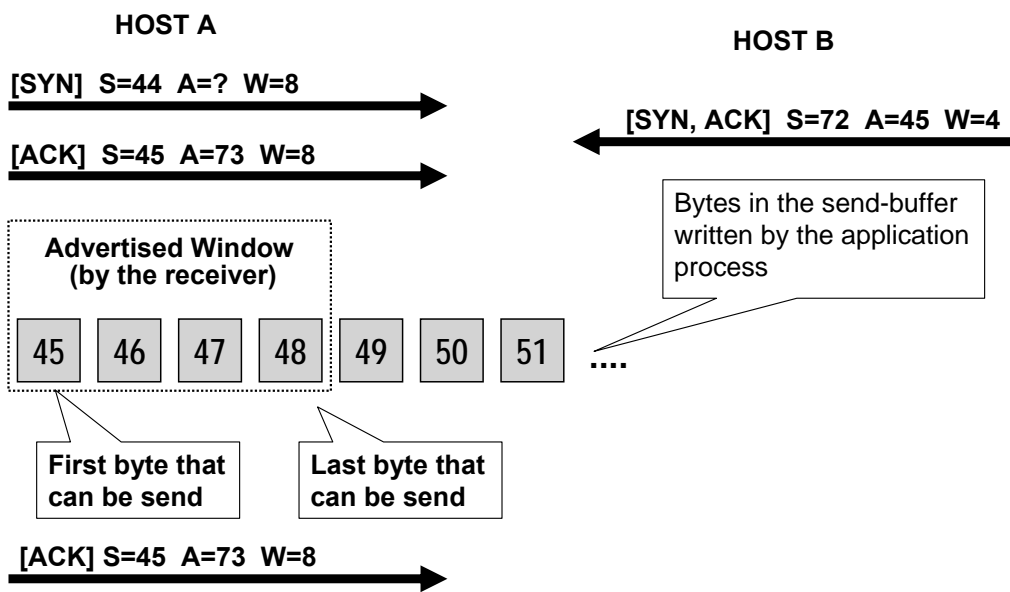 HOST A
HOST B
[SYN] S=44 A=? W=8
[SYN, ACK] S=72 A=45 W=4
[ACK] S=45 A=73 W=8
Bytes in the send-buffer
written by the application
process
Advertised Window
(by the receiver)
45 46 47 48 49 50 51 ....
First byte that
can be send
Last byte that
can be send
[ACK] S=45 A=73 W=8